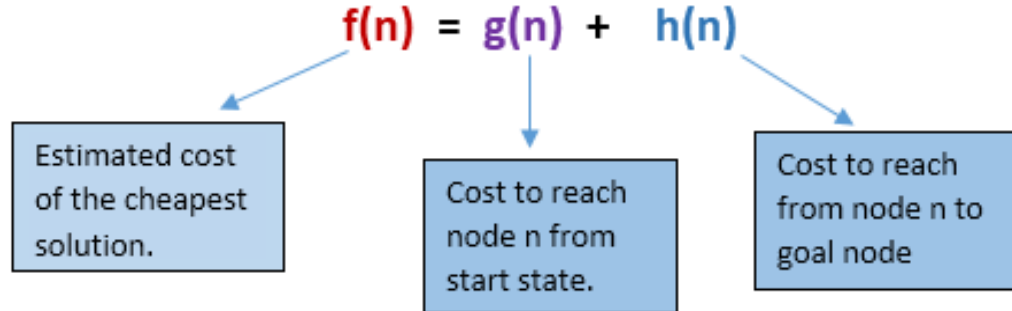 f(n) = g(n) + h(n)
Estimated cost
of the cheapest
solution.
Cost to reach
node n from
start state.
Cost to reach
from node n to
goal node